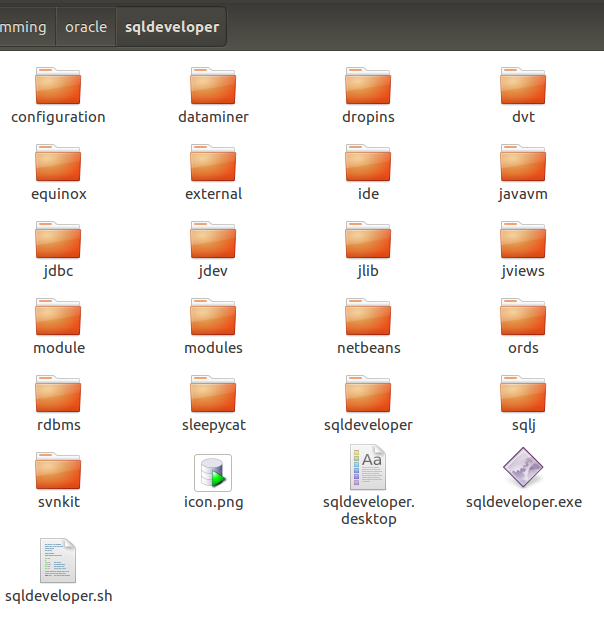 mming oracle sqldeveloper
configuration dataminer dropins dvt
equinox external ide javavm
jdbc jdev jlib jviews
module modules netbeans ords
rdbms sleepycat sqldeveloper sqlj
svnkit icon.png sqldeveloper. sqldeveloper.exe
desktop
sqldeveloper.sh